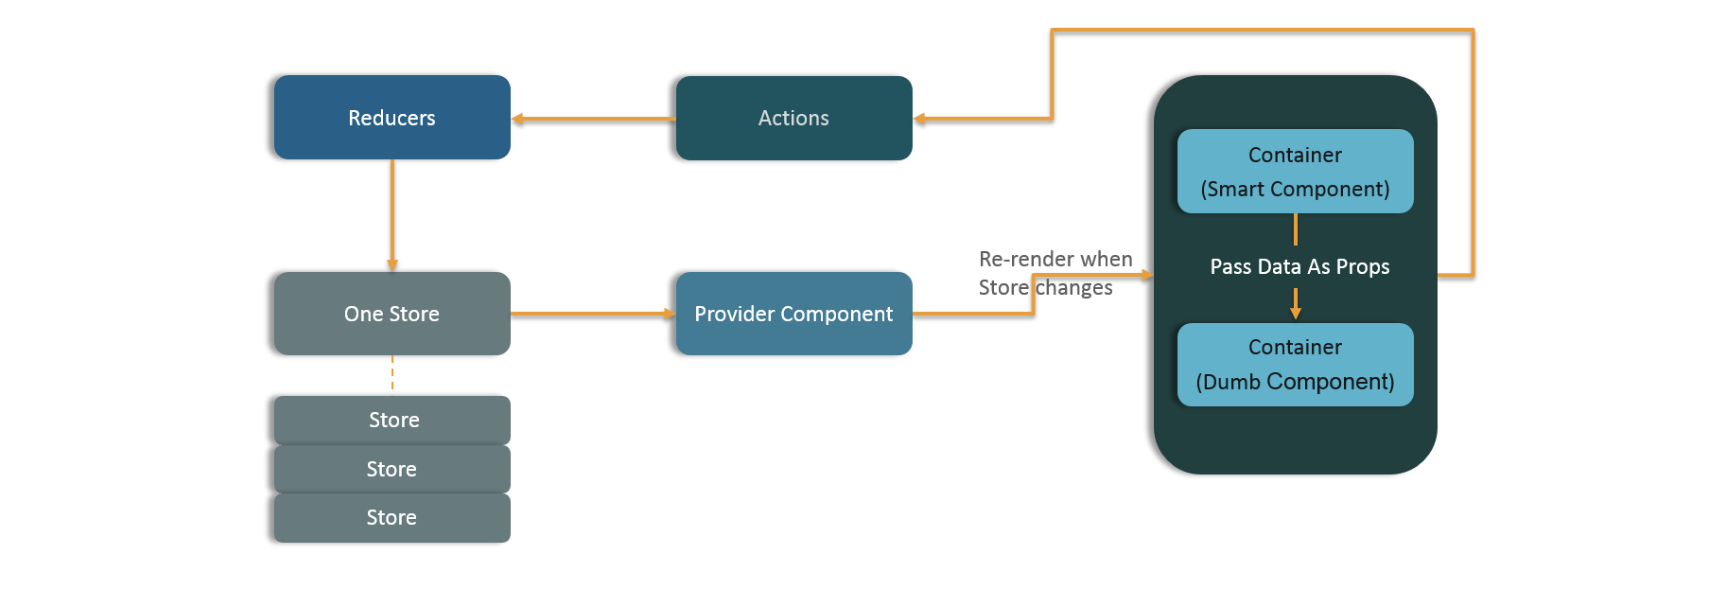 Reducers
Actions
Container
(Smart Component)
Re-render when
Store changes
Pass Data As Props
One Store
Provider Component
Container
(Dumb Component)
Store
Store
Store